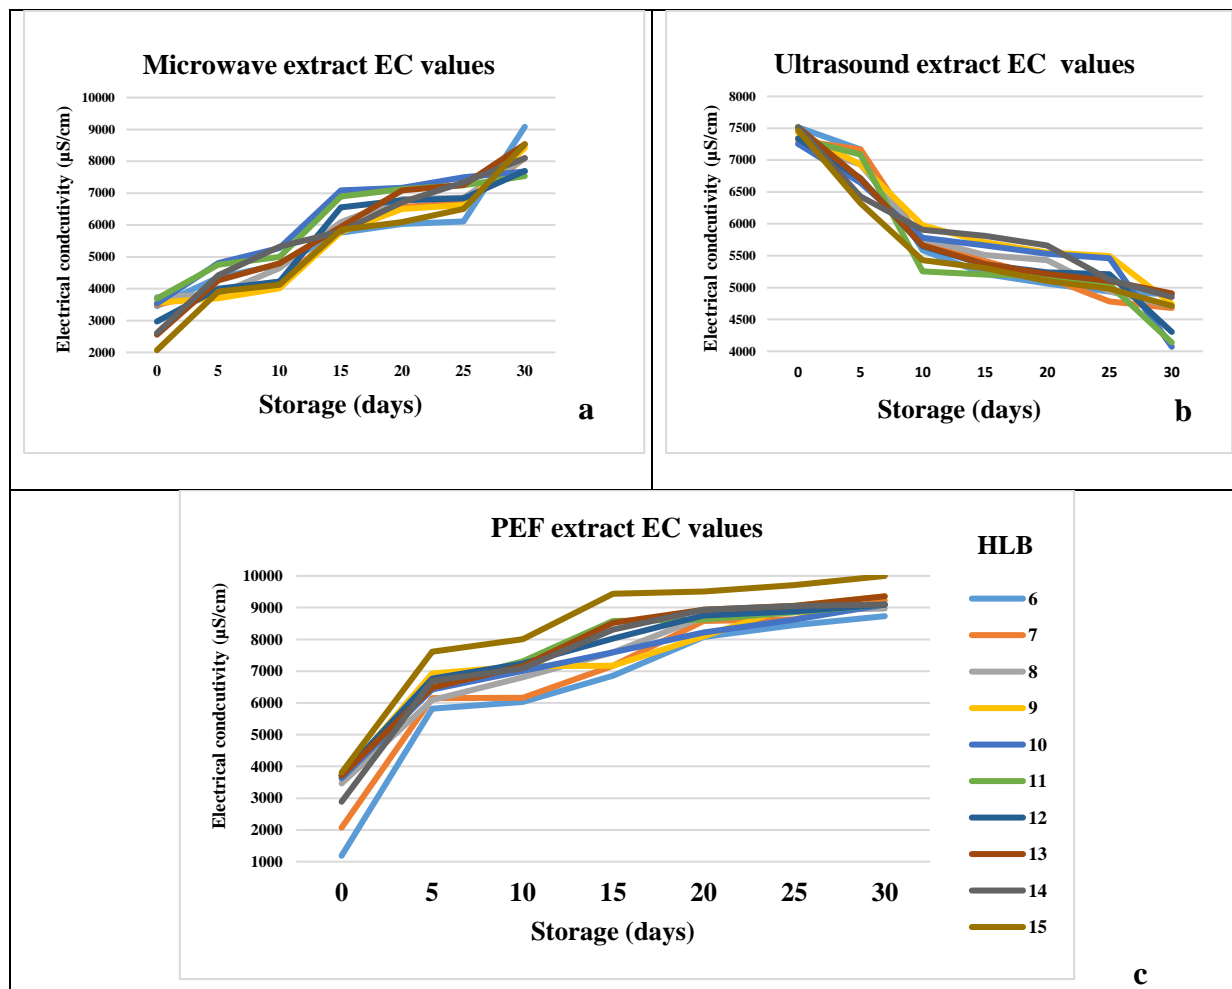 Microwave extract EC values
Electrical condcutivity (µS/cm)
10000
9000
8000
7000
6000
5000
4000
3000
2000
0 5 10 15 20 25 30
Storage (days)
a
Ultrasound extract EC values
Electrical condcutivity (µS/cm)
8000
7500
7000
6500
6000
5500
5000
4500
4000
0 5 10 15 20 25 30
Storage (days)
b
PEF extract EC values
Electrical condcutivity (µS/cm)
10000
9000
8000
7000
6000
5000
4000
3000
2000
1000
0 5 10 15 20 25 30
Storage (days)
HLB
6
7
8
9
10
11
12
13
14
15
c